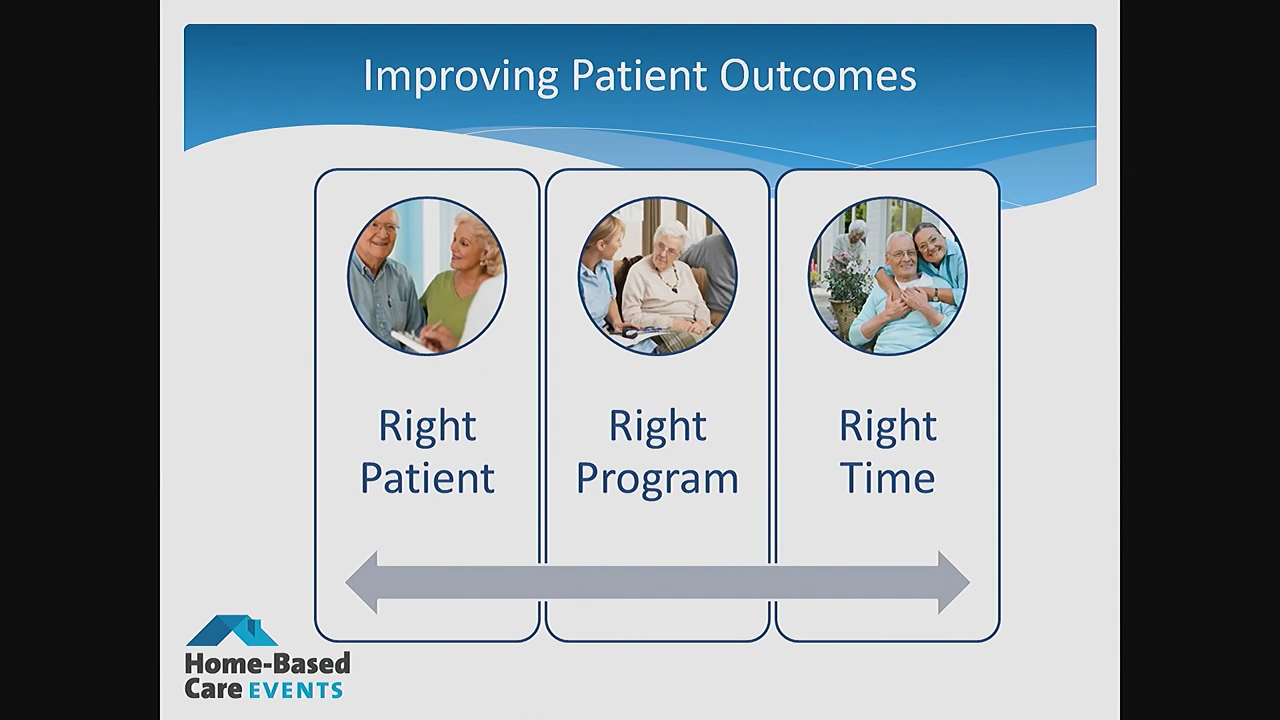 Improving Patient Outcomes
Right
Patient
Right
Program
Right
Time
Home-Based
Care EVENTS